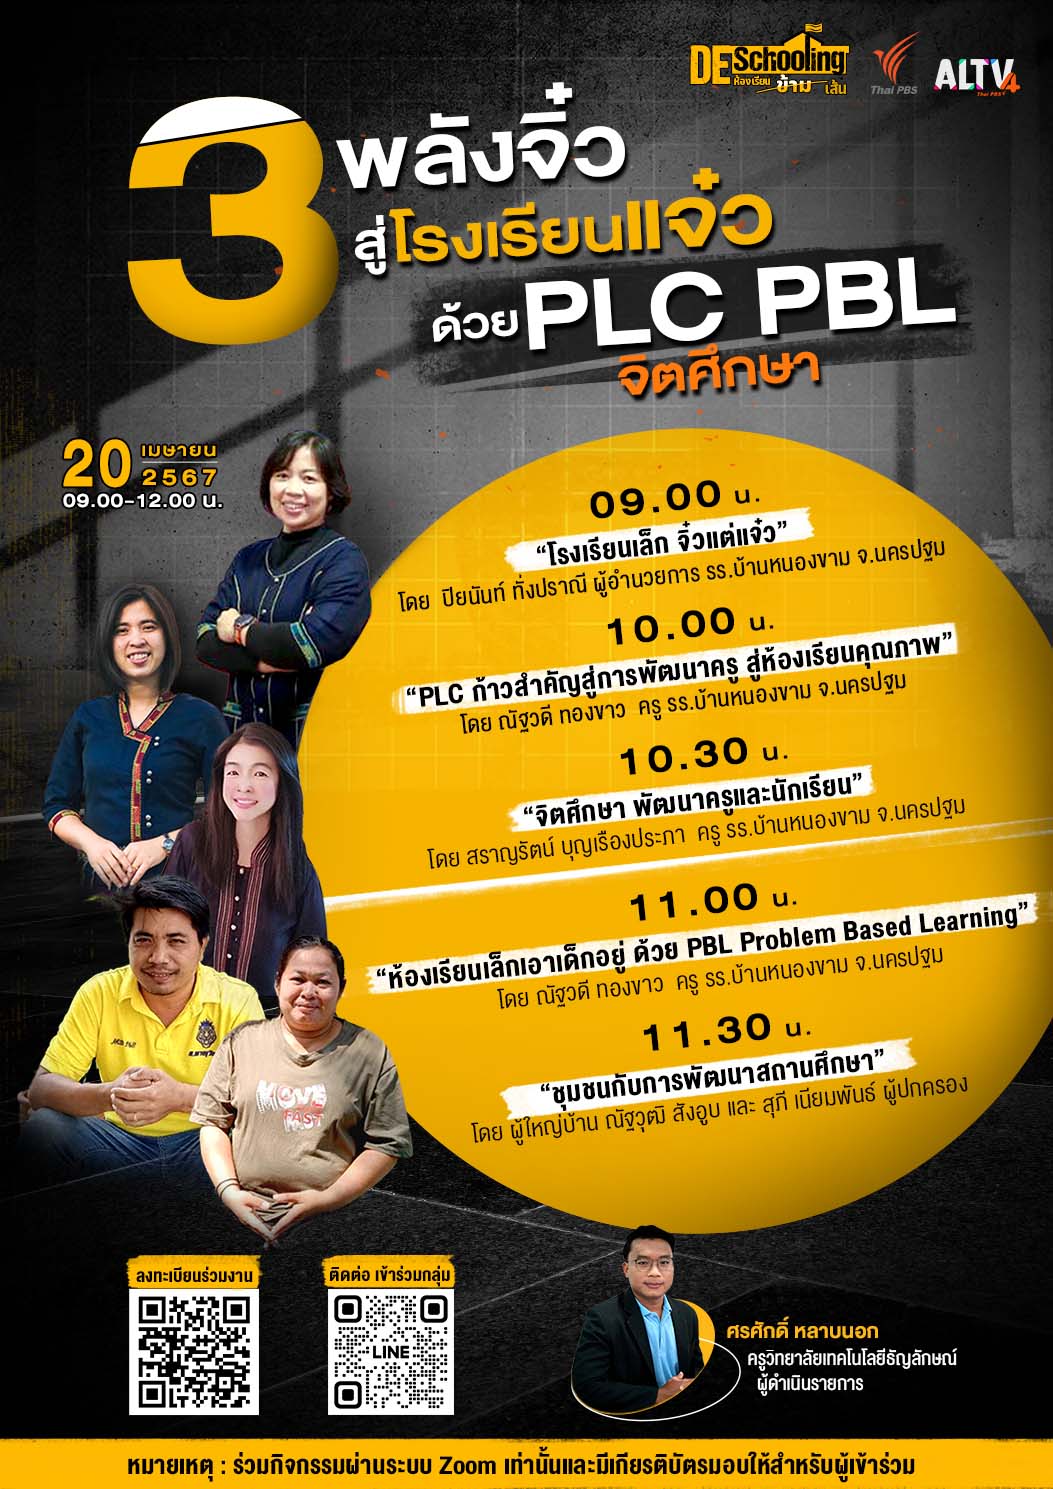 DESchooling
ห้องเรียน ข้าม เส้น
Thai PBS
ALTV4
Thai PBS
3 พลังจิ๋ว
สู่โรงเรียนแจ๋ว
ด้วย PLC PBL
จิตศึกษา
20 เมษายน
2567
09.00-12.00 น.
09.00 น.
“โรงเรียนเล็ก จิ๋วแต่แจ๋ว”
โดย ปิยนันท์ ทั่งปราณี ผู้อำนวยการ รร.บ้านหนองขาม จ.นครปฐม
10.00 น.
“PLC ก้าวสำคัญสู่การพัฒนาครู สู่ห้องเรียนคุณภาพ”
โดย ณัฐวดี ทองขาว ครู รร.บ้านหนองขาม จ.นครปฐม
10.30 น.
“จิตศึกษา พัฒนาครูและนักเรียน”
โดย สราญรัตน์ บุญเรืองประภา ครู รร.บ้านหนองขาม จ.นครปฐม
11.00 น.
“ห้องเรียนเล็กเอาเด็กอยู่ ด้วย PBL Problem Based Learning”
โดย ณัฐวดี ทองขาว ครู รร.บ้านหนองขาม จ.นครปฐม
11.30 น.
“ชุมชนกับการพัฒนาสถานศึกษา”
โดย ผู้ใหญ่บ้าน ณัฐวุฒิ สังอูบ และ สุภี เนียมพันธ์ ผู้ปกครอง
MOVE
FAST
ลงทะเบียนร่วมงาน
ติดต่อ เข้าร่วมกลุ่ม
LINE
ศรศักดิ์ หลาบนอก
ครูวิทยาลัยเทคโนโลยีธัญลักษณ์
ผู้ดำเนินรายการ
หมายเหตุ : ร่วมกิจกรรมผ่านระบบ Zoom เท่านั้นและมีเกียรติบัตรมอบให้สำหรับผู้เข้าร่วม